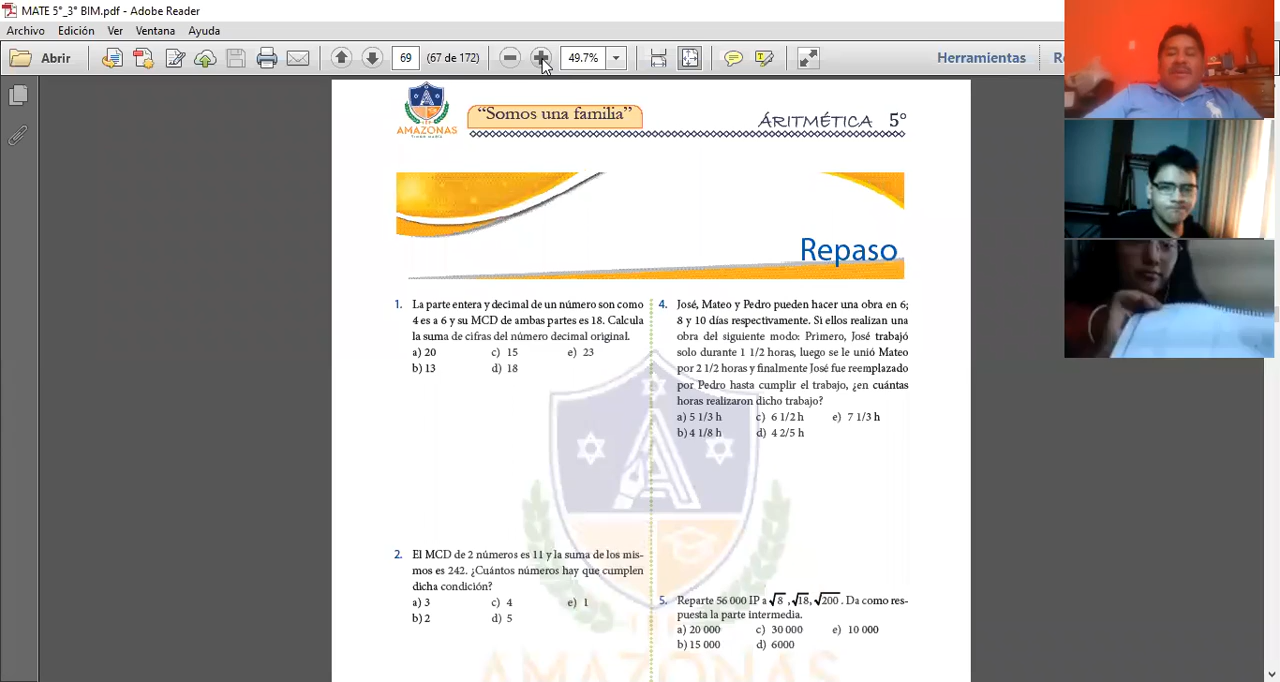 MATE 5°_3° BIM.pdf - Adobe Reader
Archivo Edición Ver Ventana Ayuda
Abrir 69 (67 de 172) 49.7% Herramientas
AMAZONAS
“Somos una familia”
ÁRITMÉTICA 5°
Repaso
1. La parte entera y decimal de un número son como
4 es a 6 y su MCD de ambas partes es 18. Calcula
la suma de cifras del número decimal original.
a) 20 c) 15 e) 23
b) 13 d) 18
2. El MCD de 2 números es 11 y la suma de los mis-
mos es 242. ¿Cuántos números hay que cumplen
dicha condición?
a) 3 c) 4 e) 1
b) 2 d) 5
4. José, Mateo y Pedro pueden hacer una obra en 6;
8 y 10 días respectivamente. Si ellos realizan una
obra del siguiente modo: Primero, José trabajó
solo durante 1 1/2 horas, luego se le unió Mateo
por 2 1/2 horas y finalmente José fue reemplazado
por Pedro hasta cumplir el trabajo, ¿en cuántas
horas realizaron dicho trabajo?
a) 5 1/3 h c) 6 1/2 h e) 7 1/3 h
b) 4 1/8 h d) 4 2/5 h
5. Reparte 56 000 IP a √8 , √18, √200 . Da como res-
puesta la parte intermedia.
a) 20 000 c) 30 000 e) 10 000
b) 15 000 d) 6000
AMAZONAS